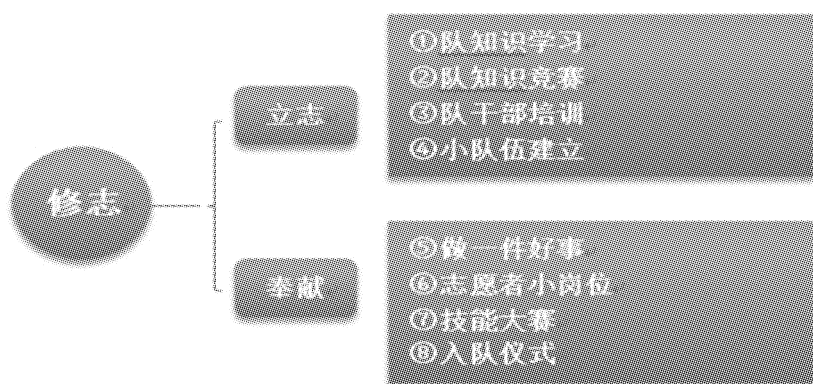 修志
立志
①队知识学习
②队知识竞赛
③队干部培训
④小队伍建立
奉献
⑤做一件好事
⑥志愿者小岗位
⑦技能大赛
⑧入队仪式